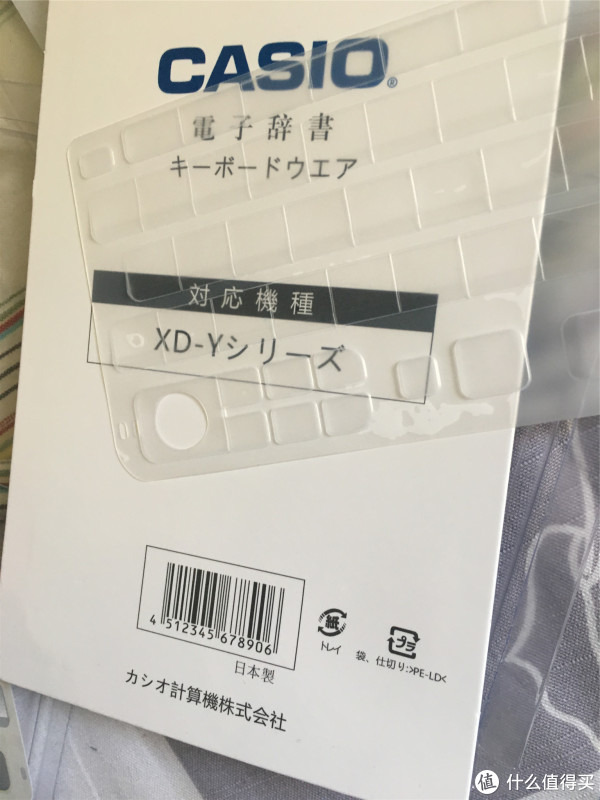 CASIO®
電子辞書
キーボードウエア
対応機種
XD-Yシリーズ
4 512345 678906
日本製
カシオ計算機株式会社
紙
トレイ
プラ
袋、仕切り:>PE-LD<
值 什么值得买